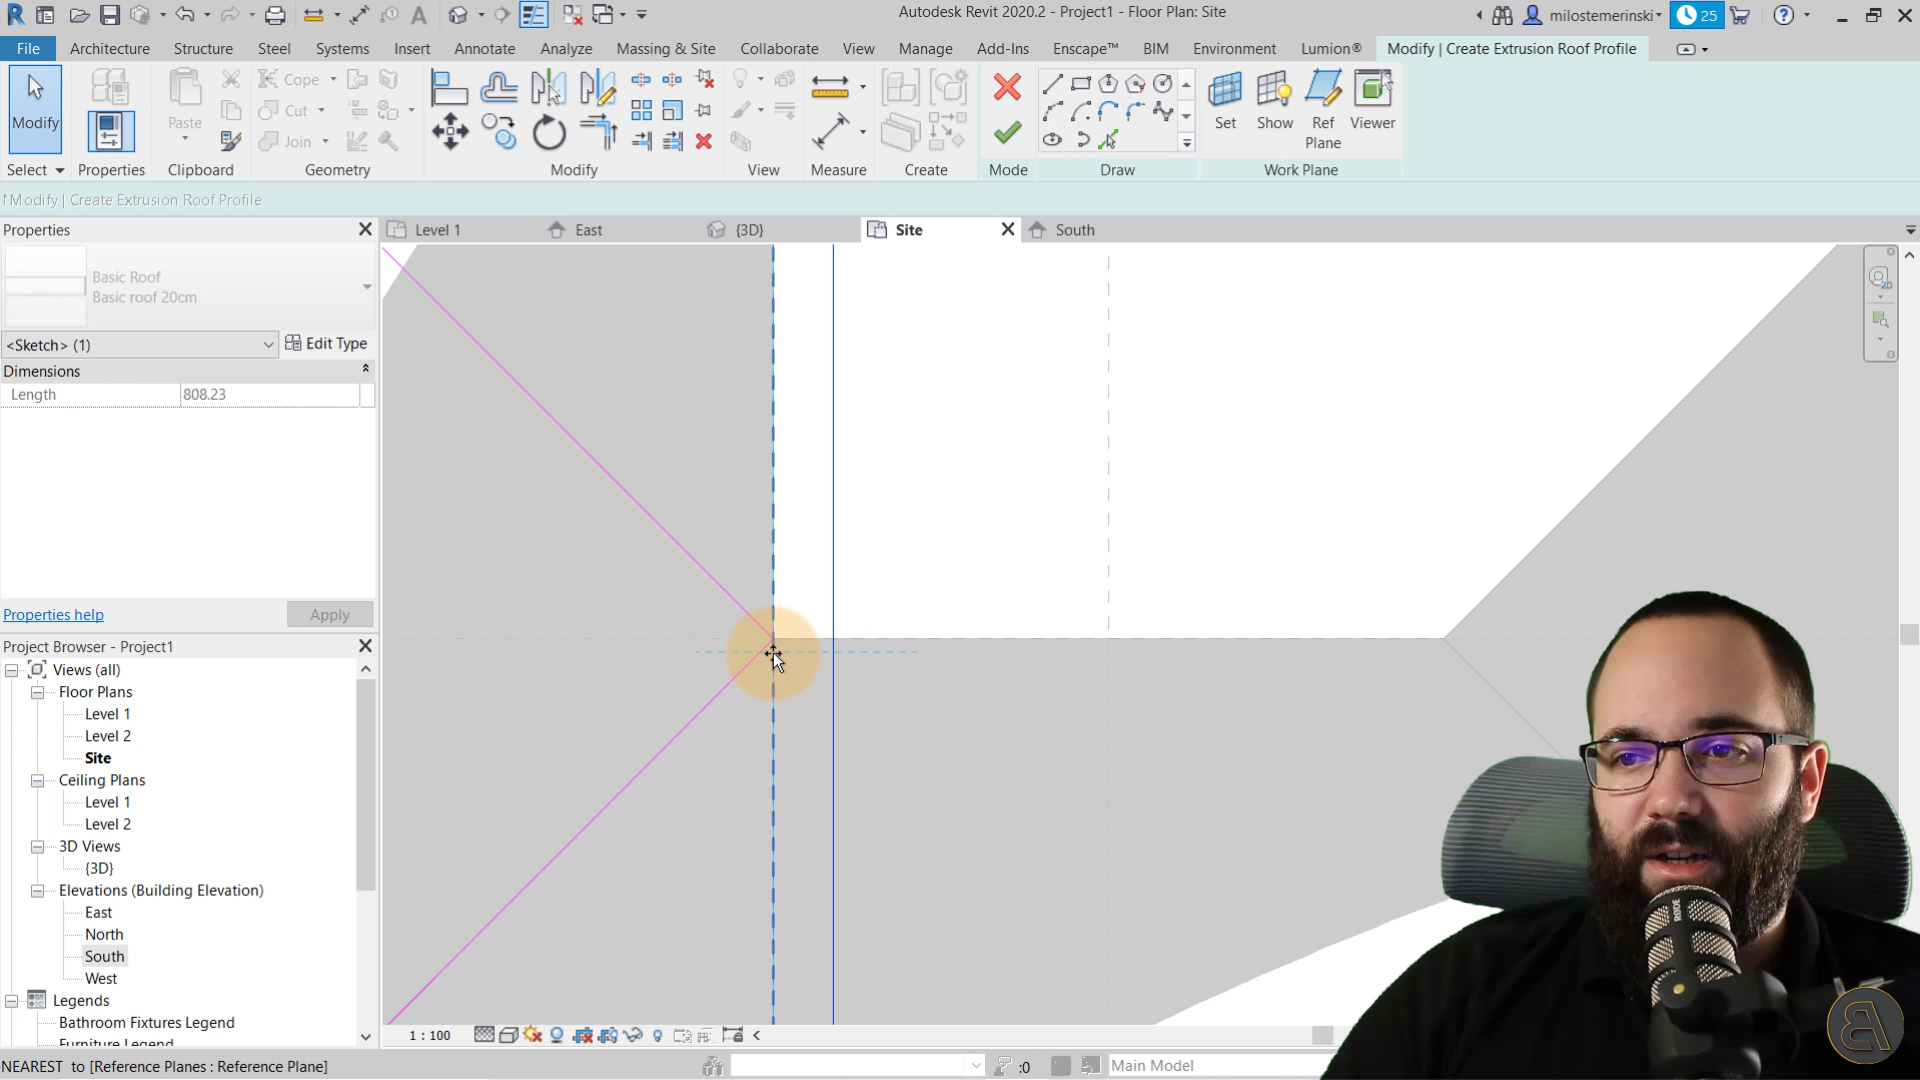 Autodesk Revit 2020.2 - Project1 - Floor Plan: Site
milostemerinski
25
File
Architecture
Structure
Steel
Systems
Insert
Annotate
Analyze
Massing & Site
Collaborate
View
Manage
Add-Ins
Enscape™
BIM
Environment
Lumion®
Modify | Create Extrusion Roof Profile
Modify
Paste
Cope
Cut
Join
Set
Show
Ref
Plane
Viewer
Select
Properties
Clipboard
Geometry
Modify
View
Measure
Create
Mode
Draw
Work Plane
Modify | Create Extrusion Roof Profile
Properties
Level 1
East
{3D}
Site
South
Basic Roof
Basic roof 20cm
<Sketch> (1)
Edit Type
Dimensions
Length 808.23
Properties help
Apply
Project Browser - Project1
Views (all)
Floor Plans
Level 1
Level 2
Site
Ceiling Plans
Level 1
Level 2
3D Views
{3D}
Elevations (Building Elevation)
East
North
South
West
Legends
Bathroom Fixtures Legend
Furniture Legend
1 : 100
RØDE
NEAREST to [Reference Planes : Reference Plane]
:0
Main Model